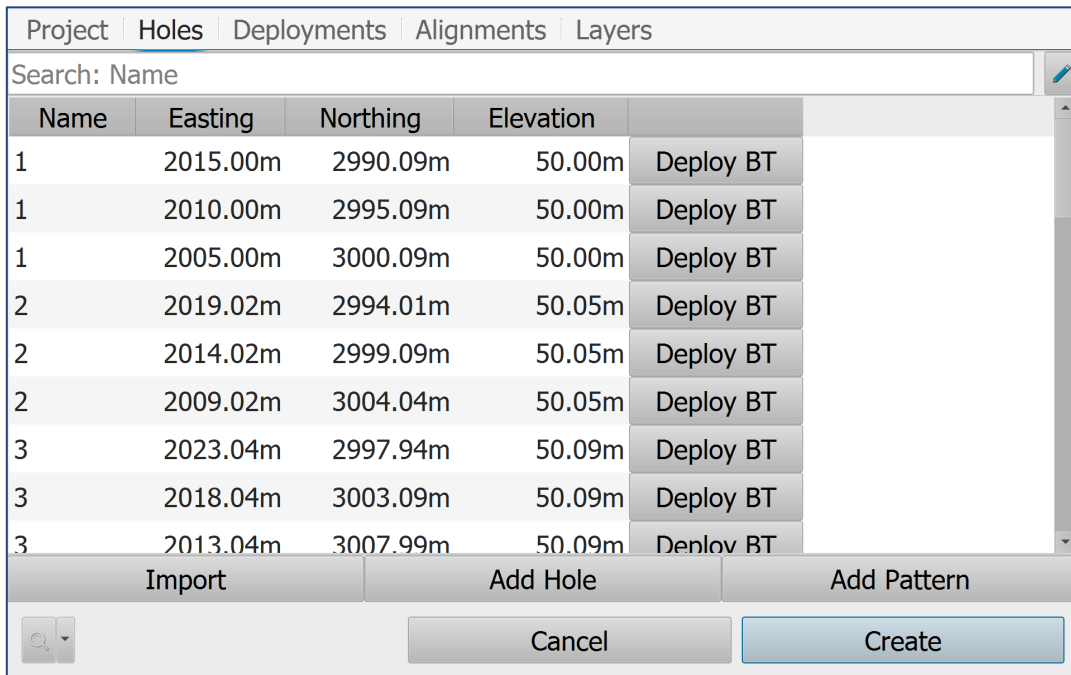 Project Holes Deployments Alignments Layers
Search: Name
Name Easting Northing Elevation
1 2015.00m 2990.09m 50.00m Deploy BT
1 2010.00m 2995.09m 50.00m Deploy BT
1 2005.00m 3000.09m 50.00m Deploy BT
2 2019.02m 2994.01m 50.05m Deploy BT
2 2014.02m 2999.09m 50.05m Deploy BT
2 2009.02m 3004.04m 50.05m Deploy BT
3 2023.04m 2997.94m 50.09m Deploy BT
3 2018.04m 3003.09m 50.09m Deploy BT
3 2013.04m 3007.99m 50.09m Deploy BT
Import Add Hole Add Pattern
Cancel Create